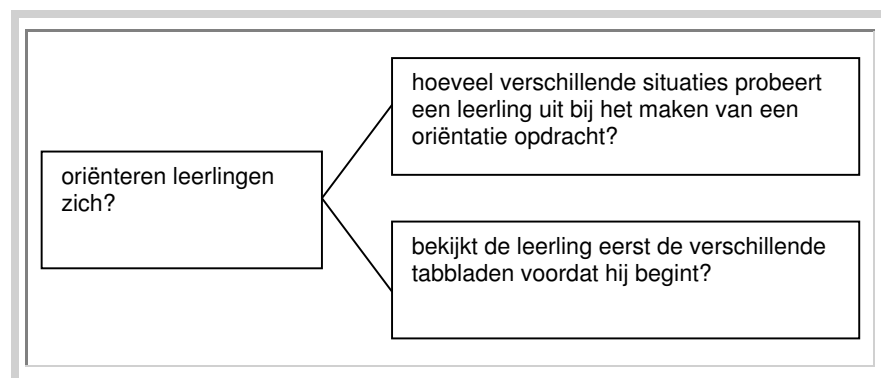 hoeveel verschillende situaties probeert
een leerling uit bij het maken van een
oriëntatie opdracht?
oriënteren leerlingen
zich?
bekijkt de leerling eerst de verschillende
tabbladen voordat hij begint?